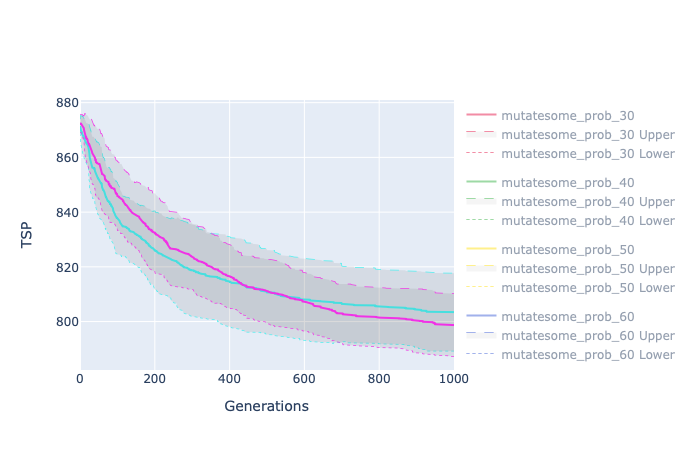 880
860
840
820
800
TSP
0
200
400
600
800
1000
Generations
mutatesome_prob_30
mutatesome_prob_30 Upper
mutatesome_prob_30 Lower
mutatesome_prob_40
mutatesome_prob_40 Upper
mutatesome_prob_40 Lower
mutatesome_prob_50
mutatesome_prob_50 Upper
mutatesome_prob_50 Lower
mutatesome_prob_60
mutatesome_prob_60 Upper
mutatesome_prob_60 Lower